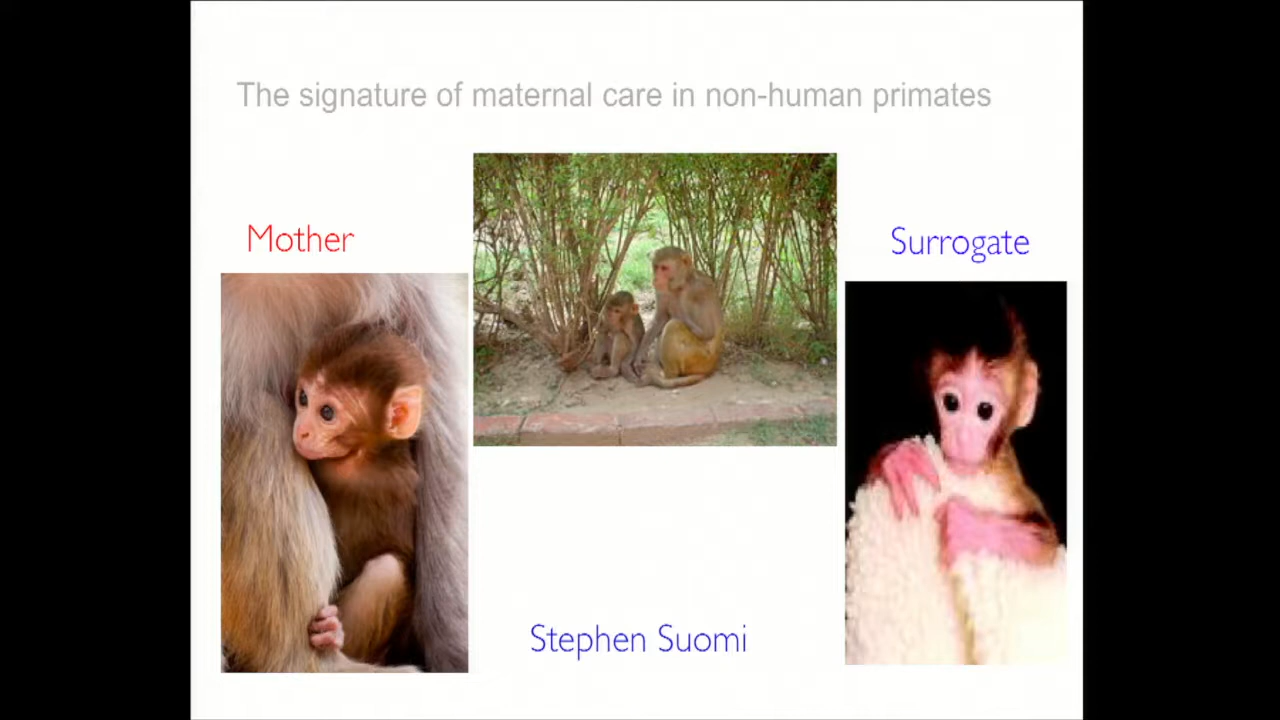 The signature of maternal care in non-human primates
Mother
Surrogate
Stephen Suomi